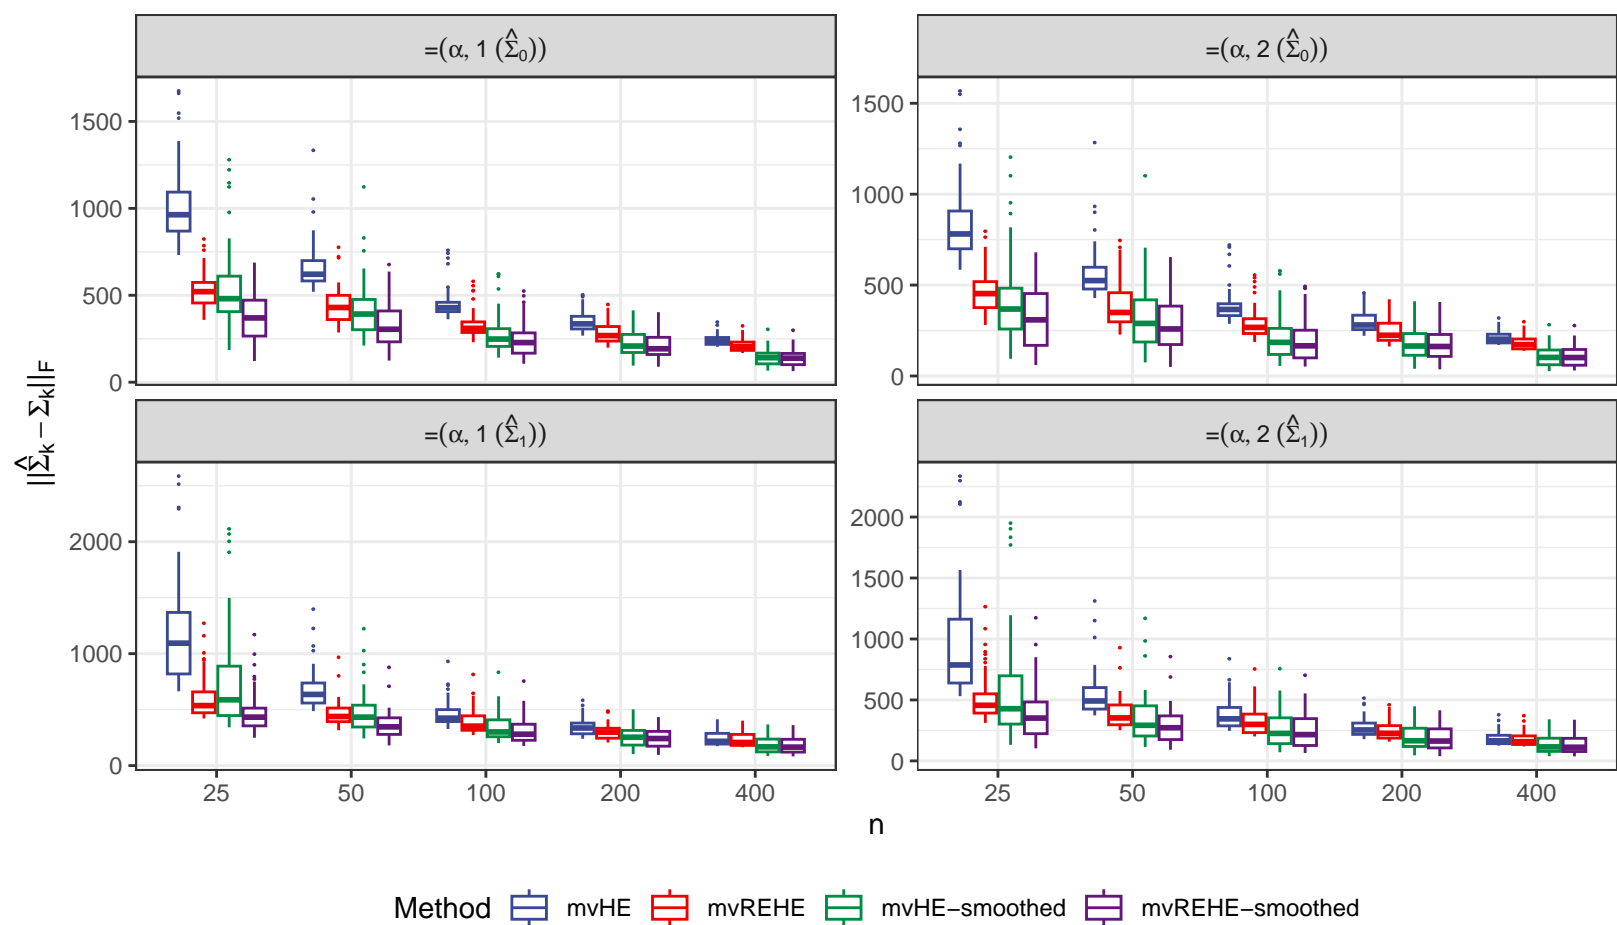 =(α, 1 (Σ̂₀))
=(α, 2 (Σ̂₀))
1500
1000
500
0
1500
1000
500
0
||Σ̂ₖ − Σₖ||F
=(α, 1 (Σ̂₁))
=(α, 2 (Σ̂₁))
2000
1000
0
2000
1500
1000
500
0
25 50 100 200 400
25 50 100 200 400
n
Method mvHE mvREHE mvHE−smoothed mvREHE−smoothed